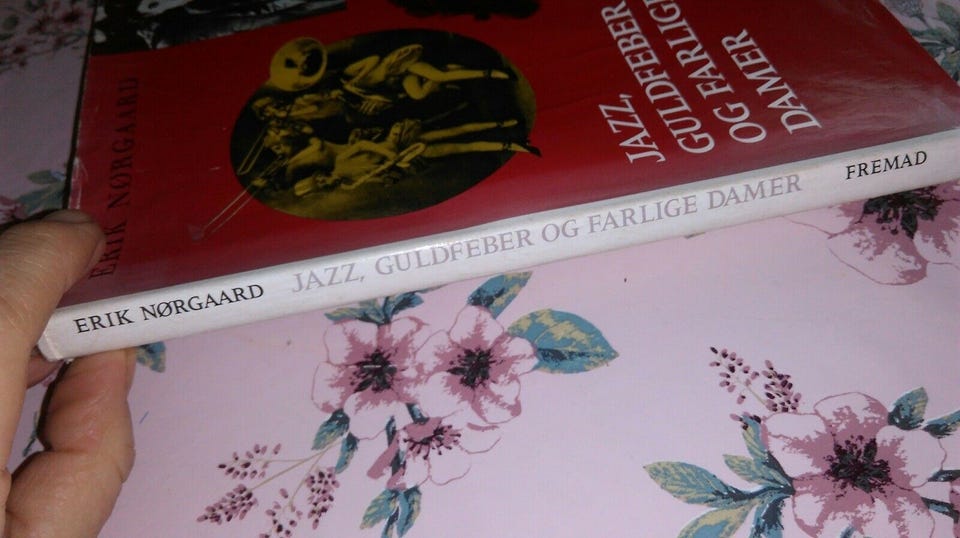 ERIK NØRGAARD
JAZZ,
GULDFEBER
OG FARLIGE
DAMER
ERIK NØRGAARD JAZZ, GULDFEBER OG FARLIGE DAMER FREMAD